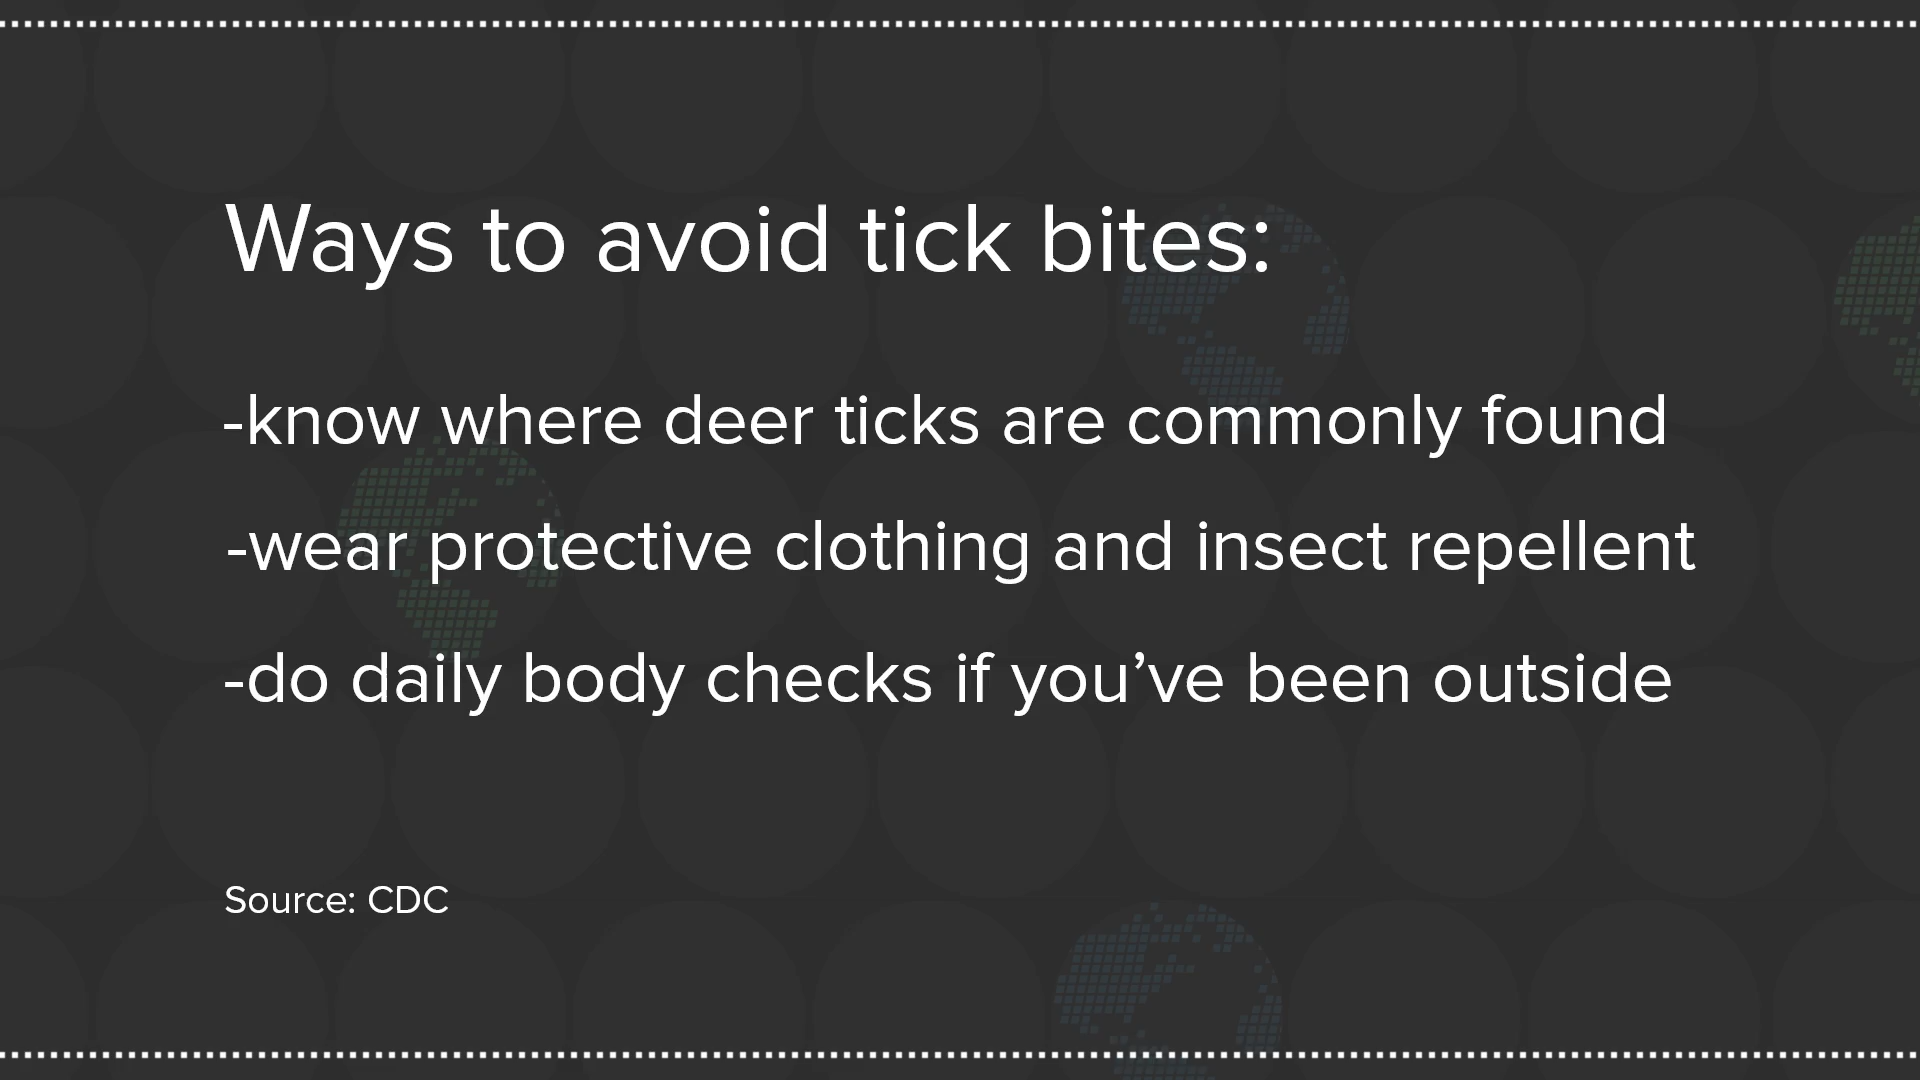 Ways to avoid tick bites:
-know where deer ticks are commonly found
-wear protective clothing and insect repellent
-do daily body checks if you’ve been outside
Source: CDC